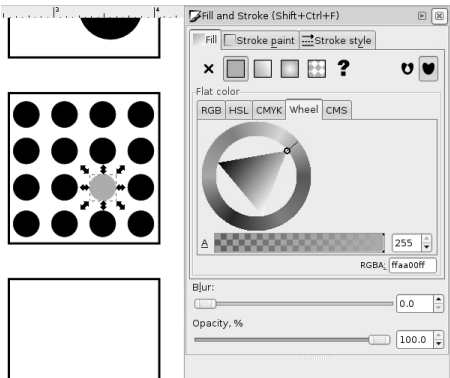 3 4
Fill and Stroke (Shift+Ctrl+F)
Fill Stroke paint Stroke style
?
Flat color
RGB HSL CMYK Wheel CMS
A 255
RGBA: ffaa00ff
Blur:
0.0
Opacity, %
100.0